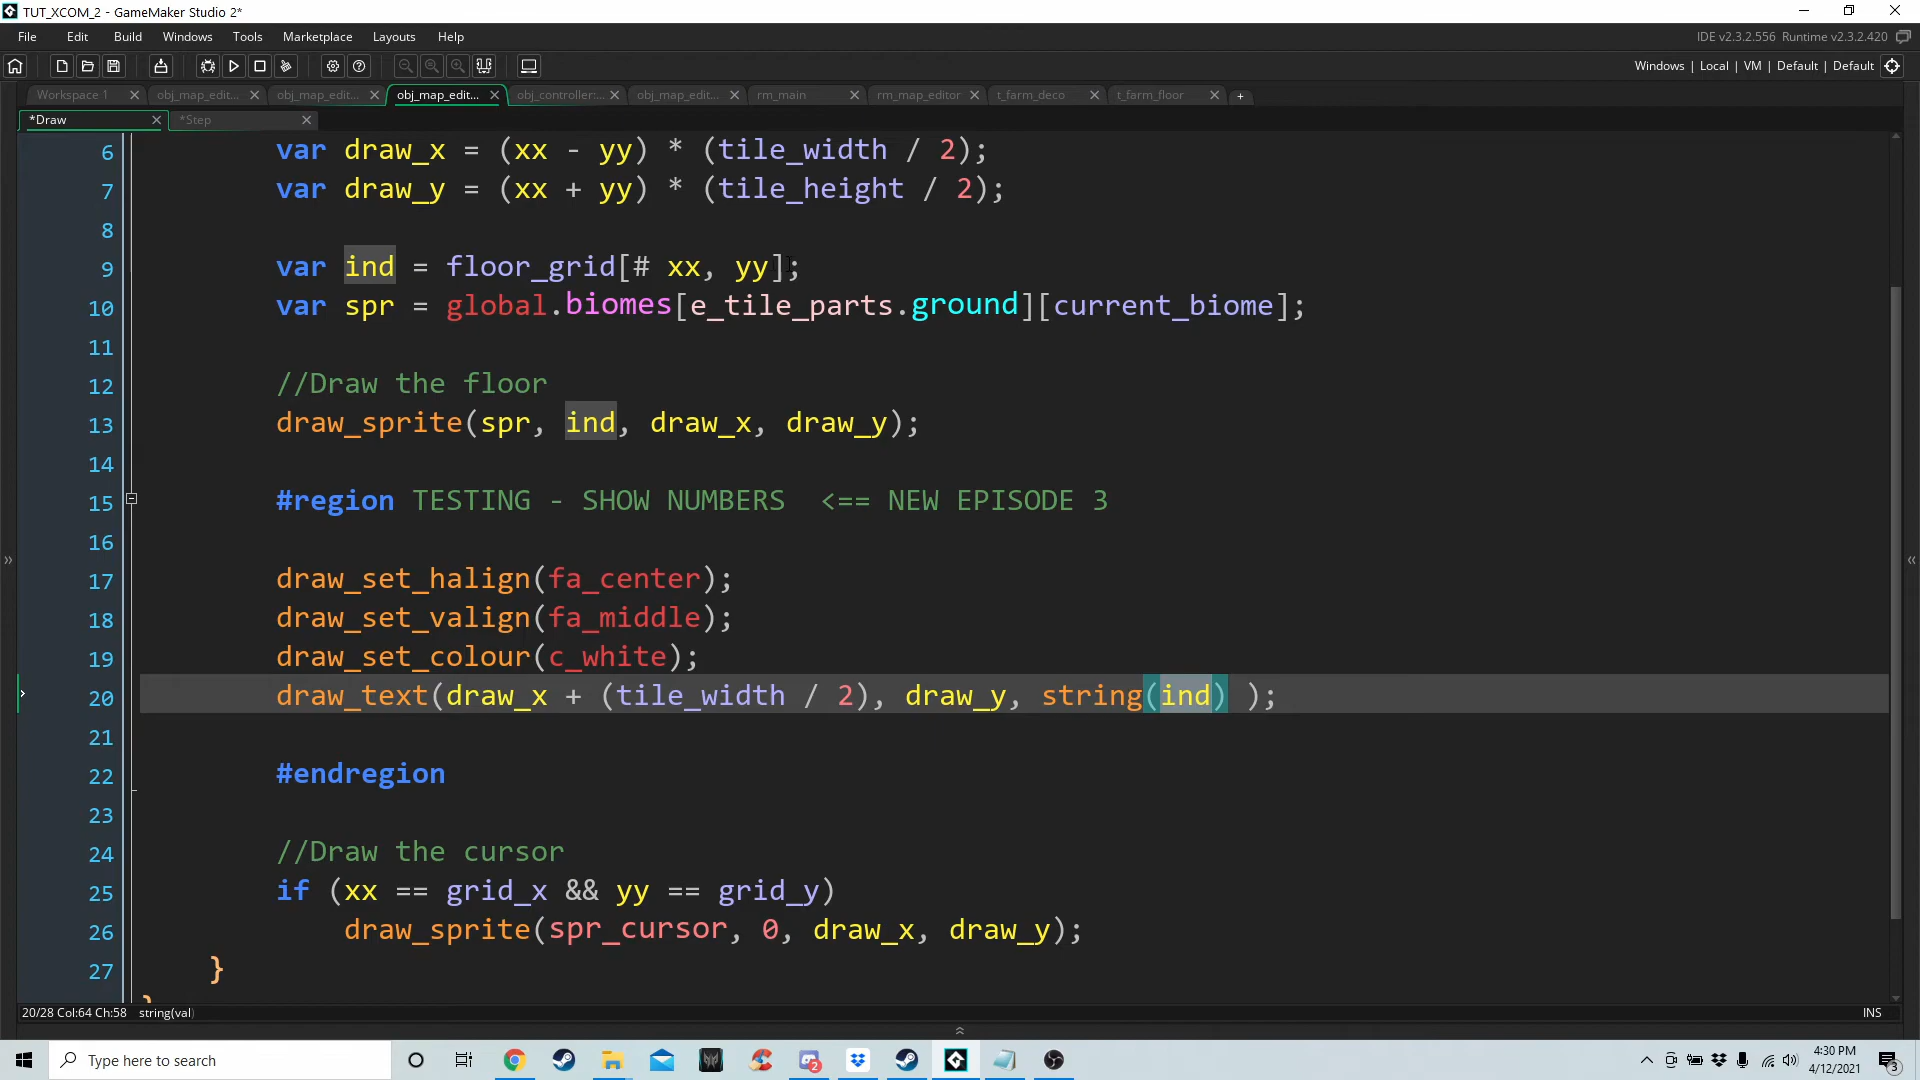 TUT_XCOM_2 - GameMaker Studio 2*
File Edit Build Windows Tools Marketplace Layouts Help
IDE v2.3.2.556 Runtime v2.3.2.420
Windows | Local | VM | Default | Default
Workspace 1 obj_map_edit... obj_map_edit... obj_map_edit... obj_controller:... obj_map_edit... rm_main rm_map_editor t_farm_deco t_farm_floor +
*Draw *Step
6 var draw_x = (xx - yy) * (tile_width / 2);
7 var draw_y = (xx + yy) * (tile_height / 2);
8
9 var ind = floor_grid[# xx, yy];
10 var spr = global.biomes[e_tile_parts.ground][current_biome];
11
12 //Draw the floor
13 draw_sprite(spr, ind, draw_x, draw_y);
14
15 #region TESTING - SHOW NUMBERS <== NEW EPISODE 3
16
17 draw_set_halign(fa_center);
18 draw_set_valign(fa_middle);
19 draw_set_colour(c_white);
20 draw_text(draw_x + (tile_width / 2), draw_y, string(ind) );
21
22 #endregion
23
24 //Draw the cursor
25 if (xx == grid_x && yy == grid_y)
26 draw_sprite(spr_cursor, 0, draw_x, draw_y);
27 }
}
20/28 Col:64 Ch:58 string(val) INS
Type here to search
2
4:30 PM
4/12/2021
3